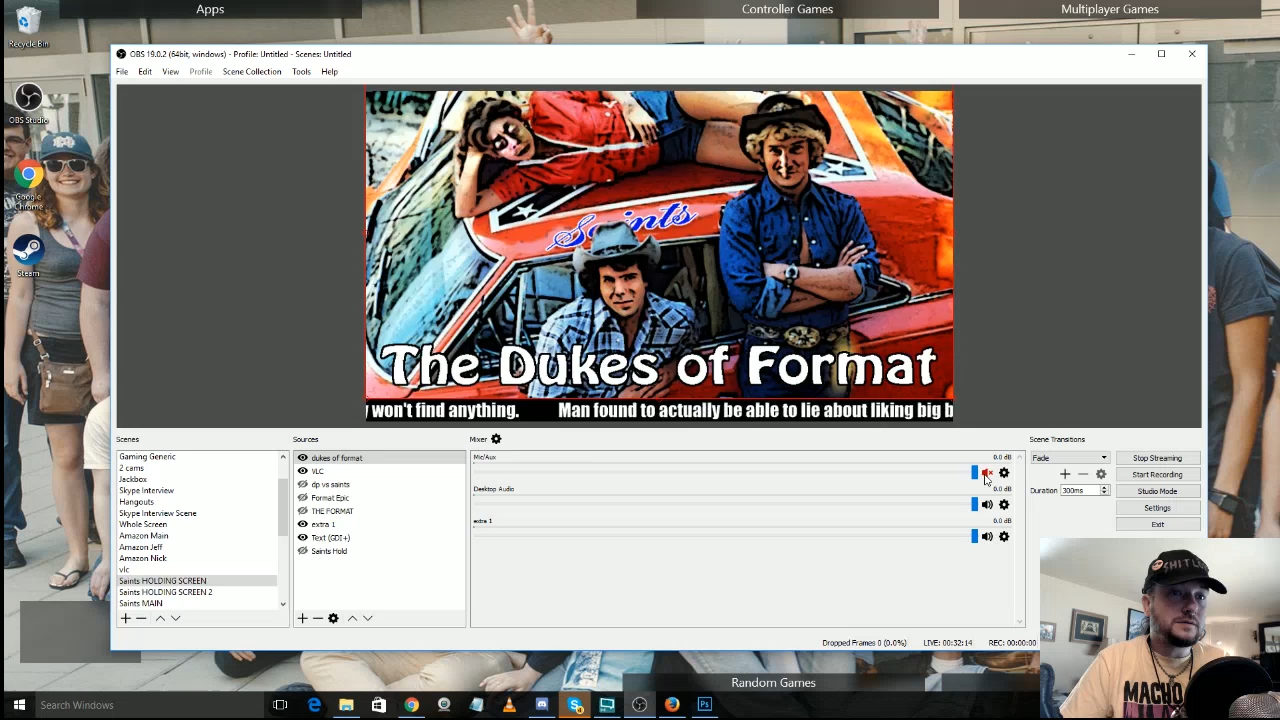 Apps
Controller Games
Multiplayer Games
Recycle Bin
OBS 19.0.2 (64bit, windows) - Profile: Untitled - Scenes: Untitled
File Edit View Profile Scene Collection Tools Help
OBS Studio
Google Chrome
Steam
Saints
The Dukes of Format
won't find anything. Man found to actually be able to lie about liking big b
Scenes
Gaming Generic
2 cams
Jackbox
Skype Interview
Hangouts
Skype Interview Scene
Whole Screen
Amazon Main
Amazon Jeff
Amazon Nick
vlc
Saints HOLDING SCREEN
Saints HOLDING SCREEN 2
Saints MAIN
Sources
dukes of format
VLC
dp vs saints
Format Epic
THE FORMAT
extra 1
Text (GDI+)
Saints Hold
Mixer
Mic/Aux 0.0 dB
Desktop Audio 0.0 dB
extra 1 0.0 dB
Scene Transitions
Fade
Duration 300ms
Stop Streaming
Start Recording
Studio Mode
Settings
Exit
Dropped Frames 0 (0.0%) LIVE: 00:32:14 REC: 00:00:00
MACHO
Random Games
Search Windows
Ps